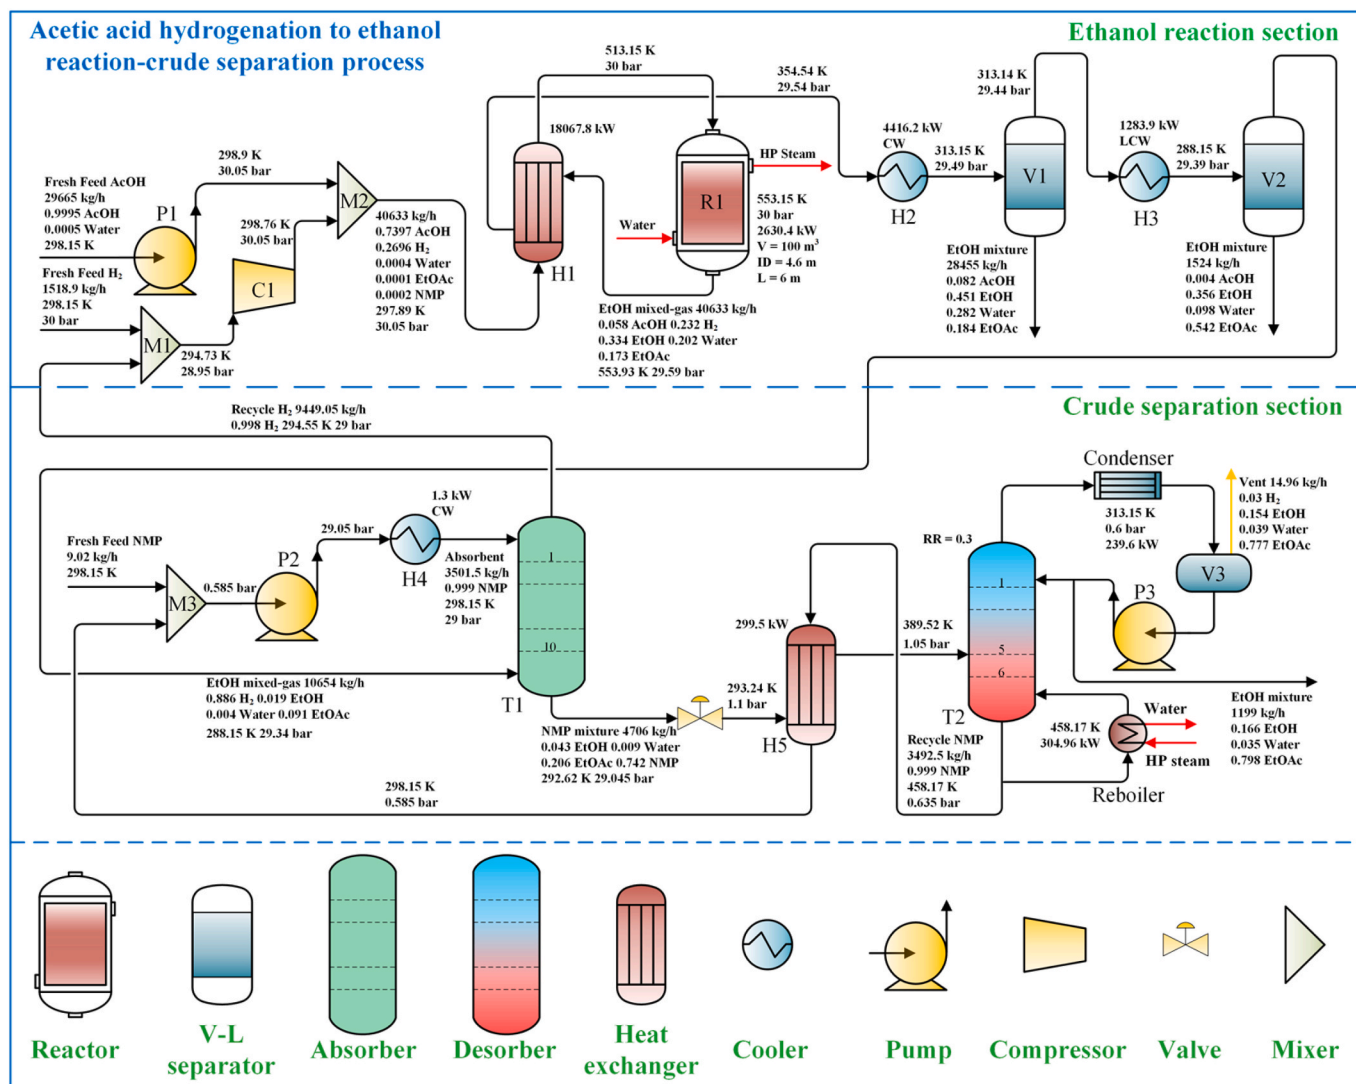 Acetic acid hydrogenation to ethanol
reaction-crude separation process
Ethanol reaction section
Fresh Feed AcOH
29665 kg/h
0.9995 AcOH
0.0005 Water
298.15 K
Fresh Feed H2
1518.9 kg/h
298.15 K
30 bar
P1
298.9 K
30.05 bar
C1
298.76 K
30.05 bar
M1
294.73 K
28.95 bar
M2
40633 kg/h
0.7397 AcOH
0.2696 H2
0.0004 Water
0.0001 EtOAc
0.0002 NMP
297.89 K
30.05 bar
18067.8 kW
H1
513.15 K
30 bar
R1
HP Steam
Water
553.15 K
30 bar
2630.4 kW
V = 100 m³
ID = 4.6 m
L = 6 m
EtOH mixed-gas 40633 kg/h
0.058 AcOH 0.232 H2
0.334 EtOH 0.202 Water
0.173 EtOAc
553.93 K 29.59 bar
354.54 K
29.54 bar
4416.2 kW
CW
H2
313.15 K
29.49 bar
V1
313.14 K
29.44 bar
EtOH mixture
28455 kg/h
0.082 AcOH
0.451 EtOH
0.282 Water
0.184 EtOAc
1283.9 kW
LCW
H3
288.15 K
29.39 bar
V2
EtOH mixture
1524 kg/h
0.004 AcOH
0.356 EtOH
0.098 Water
0.542 EtOAc
Crude separation section
Recycle H2 9449.05 kg/h
0.998 H2 294.55 K 29 bar
Fresh Feed NMP
9.02 kg/h
298.15 K
M3
0.585 bar
P2
29.05 bar
1.3 kW
CW
H4
Absorbent
3501.5 kg/h
0.999 NMP
298.15 K
29 bar
1
10
T1
EtOH mixed-gas 10654 kg/h
0.886 H2 0.019 EtOH
0.004 Water 0.091 EtOAc
288.15 K 29.34 bar
NMP mixture 4706 kg/h
0.043 EtOH 0.009 Water
0.206 EtOAc 0.742 NMP
292.62 K 29.045 bar
293.24 K
1.1 bar
299.5 kW
H5
298.15 K
0.585 bar
389.52 K
1.05 bar
RR = 0.3
1
5
6
T2
Recycle NMP
3492.5 kg/h
0.999 NMP
458.17 K
0.635 bar
Condenser
313.15 K
0.6 bar
239.6 kW
Vent 14.96 kg/h
0.03 H2
0.154 EtOH
0.039 Water
0.777 EtOAc
V3
P3
458.17 K
304.96 kW
Water
HP steam
Reboiler
EtOH mixture
1199 kg/h
0.166 EtOH
0.035 Water
0.798 EtOAc
Reactor
V-L
separator
Absorber
Desorber
Heat
exchanger
Cooler
Pump
Compressor
Valve
Mixer